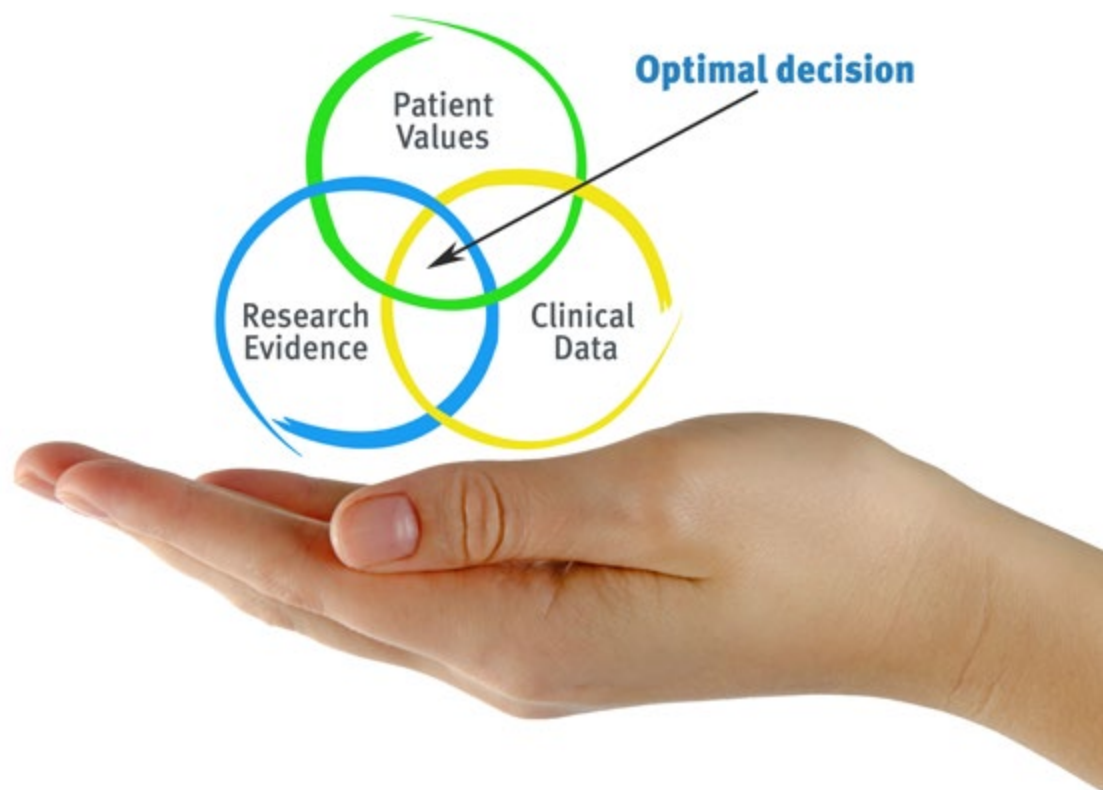 Optimal decision
Patient
Values
Research
Evidence
Clinical
Data